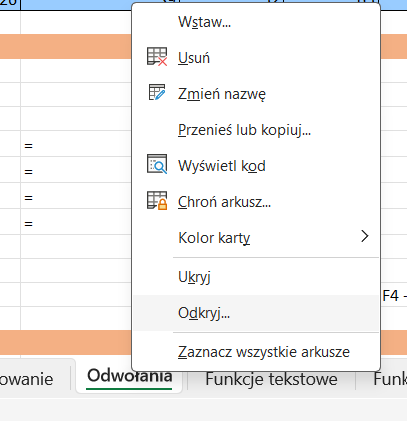 Wstaw...
Usuń
Zmień nazwę
Przenieś lub kopiuj...
=
Wyświetl kod
=
Chroń arkusz...
=
=
Kolor karty
Ukryj
F4 -
Odkryj...
Zaznacz wszystkie arkusze
owanie
Odwołania
Funkcje tekstowe
Funk